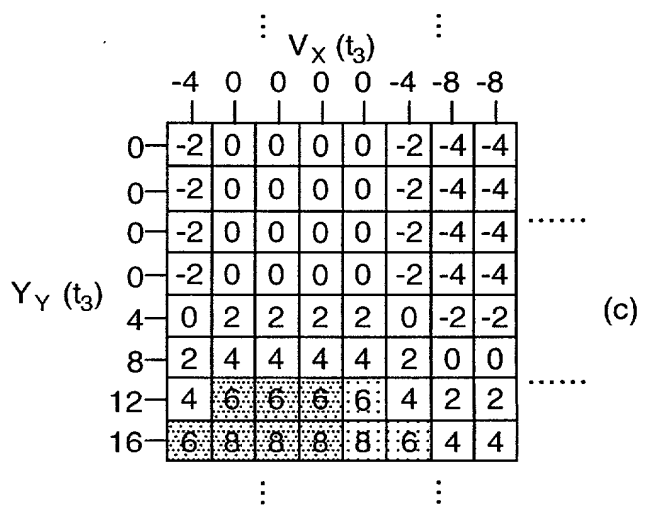 V_X (t_3)
-4 0 0 0 0 -4 -8 -8
0 -2 0 0 0 0 -2 -4 -4
0 -2 0 0 0 0 -2 -4 -4
0 -2 0 0 0 0 -2 -4 -4
0 -2 0 0 0 0 -2 -4 -4
Y_Y (t_3)
4 0 2 2 2 2 0 -2 -2
(c)
8 2 4 4 4 4 2 0 0
12 4 6 6 6 6 4 2 2
16 6 8 8 8 8 6 4 4